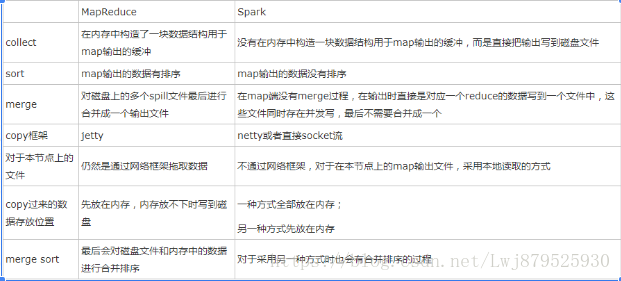 MapReduce Spark
collect
在内存中构造了一块数据结构用于
map输出的缓冲
没有在内存中构造一块数据结构用于map输出的缓冲，而是直接把输出写到磁盘文件
sort map输出的数据有排序 map输出的数据没有排序
merge
对磁盘上的多个spill文件最后进行
合并成一个输出文件
在map端没有merge过程，在输出时直接是对应一个reduce的数据写到一个文件中，这
些文件同时存在并发写，最后不需要合并成一个
copy框架 jetty netty或者直接socket流
对于本节点上的
文件
仍然是通过网络框架拖取数据
不通过网络框架，对于在本节点上的map输出文件，采用本地读取的方式
copy过来的数
据存放位置
先放在内存，内存放不下时写到磁
盘
一种方式全部放在内存；
另一种方式先放在内存
merge sort
最后会对磁盘文件和内存中的数据
进行合并排序
对于采用另一种方式时也会有合并排序的过程
https://blog.csdn.net/Lwj879525930